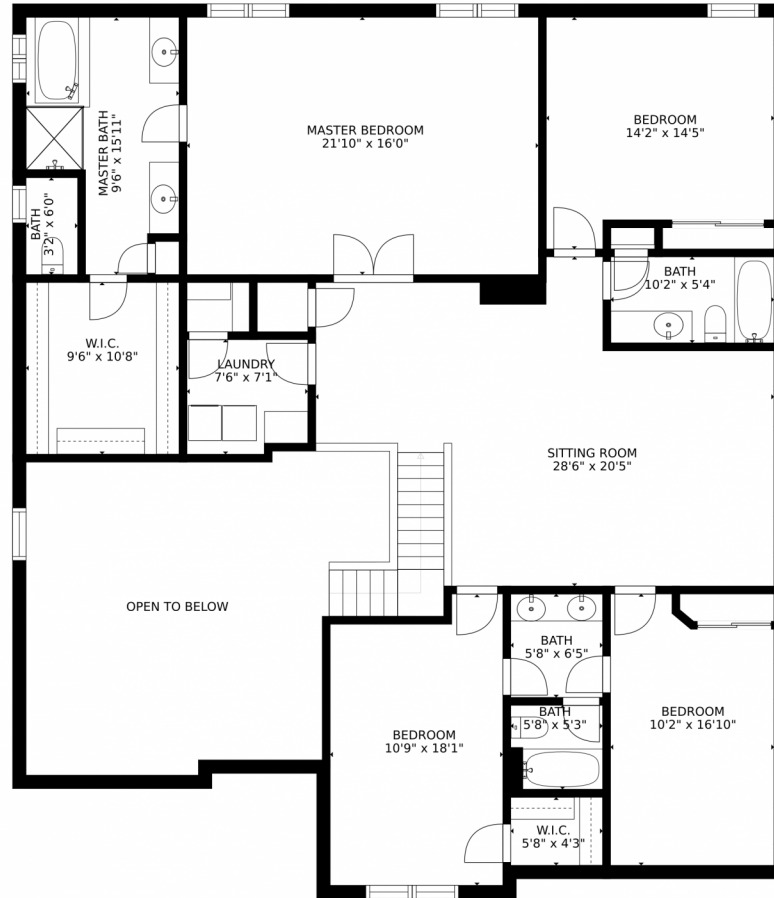 MASTER BATH
9'6" x 15'11"
MASTER BEDROOM
21'10" x 16'0"
BEDROOM
14'2" x 14'5"
BATH
3'2" x 6'0"
BATH
10'2" x 5'4"
W.I.C.
9'6" x 10'8"
LAUNDRY
7'6" x 7'1"
SITTING ROOM
28'6" x 20'5"
OPEN TO BELOW
BATH
5'8" x 6'5"
BATH
5'8" x 5'3"
BEDROOM
10'9" x 18'1"
BEDROOM
10'2" x 16'10"
W.I.C.
5'8" x 4'3"